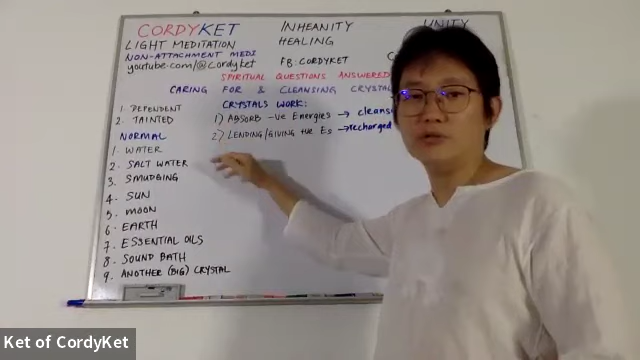 CORDYKET INHEANITY UNITY
LIGHT MEDITATION HEALING
NON-ATTACHMENT MEDI
youtube.com/@Cordyket FB: CORDYKET
SPIRITUAL QUESTIONS ANSWERED
CARING FOR & CLEANSING CRYSTAL
CRYSTALS WORK:
1) ABSORB -ve Energies → cleans
2) LENDING/GIVING +ve Es → recharged
1. DEPENDENT
2. TAINTED
NORMAL
1. WATER
2. SALT WATER
3. SMUDGING
4. SUN
5. MOON
6. EARTH
7. ESSENTIAL OILS
8. SOUND BATH
9. ANOTHER (BIG) CRYSTAL
Ket of CordyKet